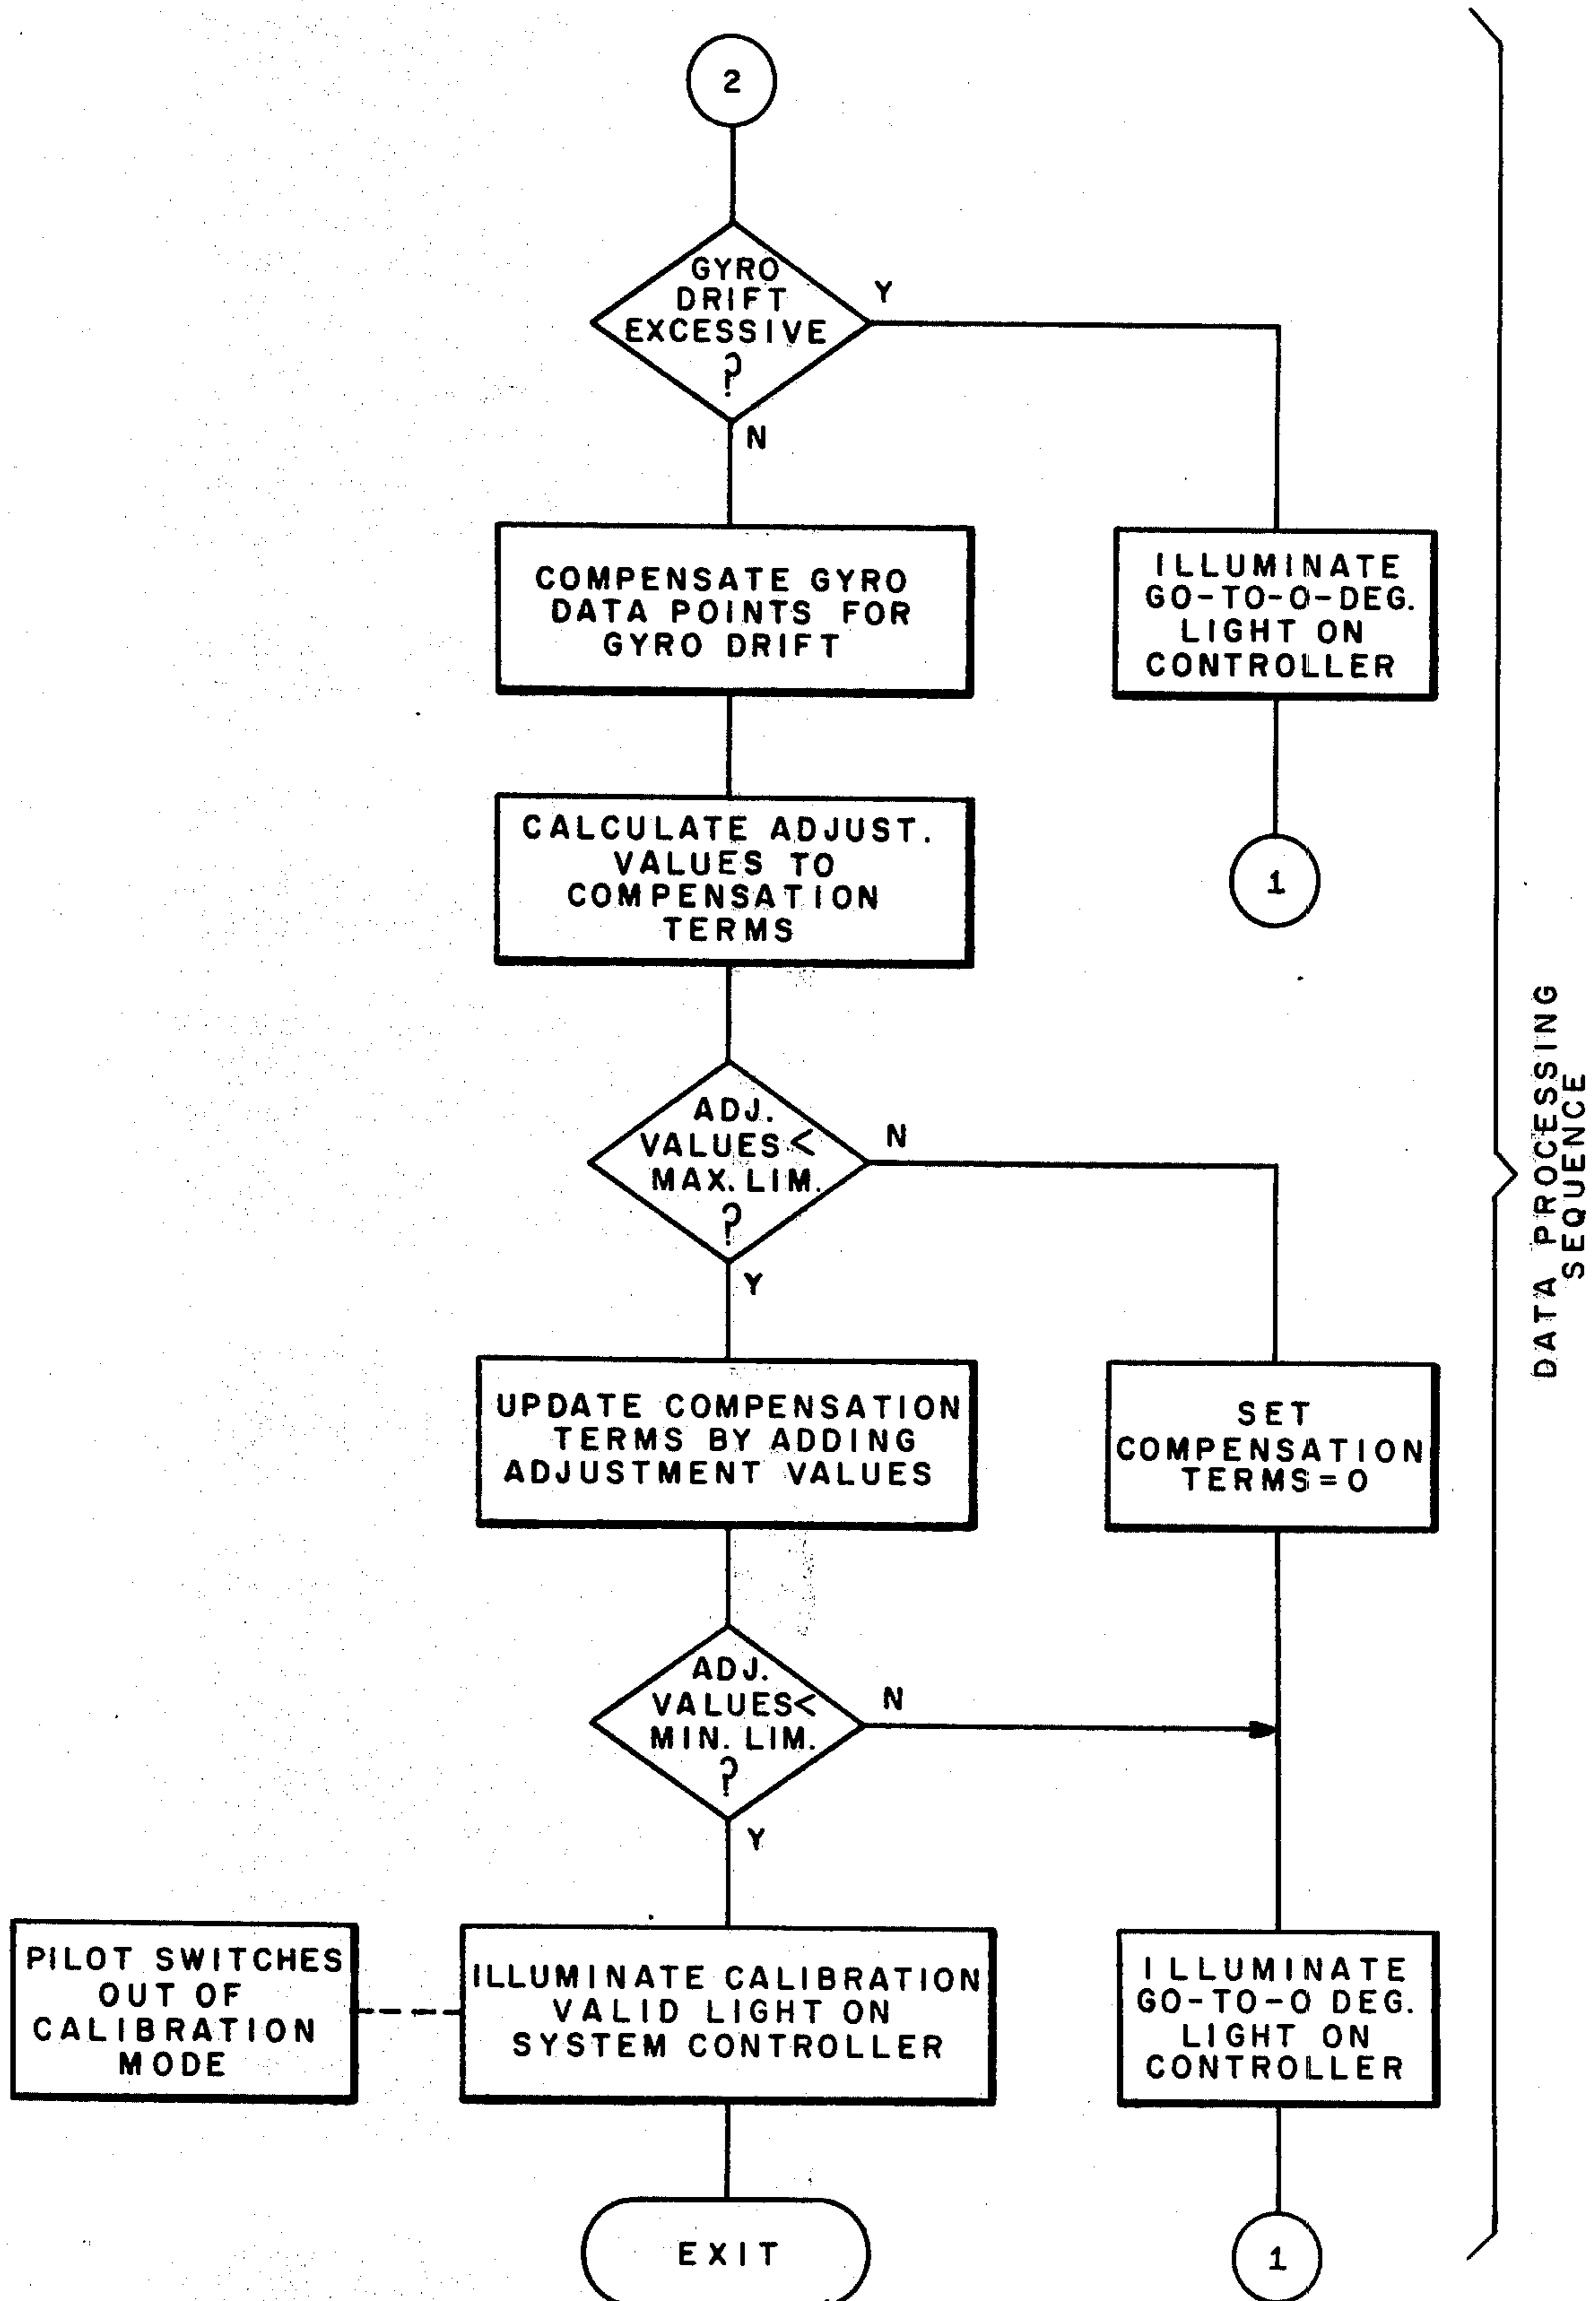 2
GYRO
DRIFT
EXCESSIVE
?
Y
N
COMPENSATE GYRO
DATA POINTS FOR
GYRO DRIFT
ILLUMINATE
GO-TO-0-DEG.
LIGHT ON
CONTROLLER
1
CALCULATE ADJUST.
VALUES TO
COMPENSATION
TERMS
ADJ.
VALUES <
MAX. LIM.
?
N
Y
UPDATE COMPENSATION
TERMS BY ADDING
ADJUSTMENT VALUES
SET
COMPENSATION
TERMS = 0
ADJ.
VALUES <
MIN. LIM.
?
N
Y
PILOT SWITCHES
OUT OF
CALIBRATION
MODE
ILLUMINATE CALIBRATION
VALID LIGHT ON
SYSTEM CONTROLLER
ILLUMINATE
GO-TO-0 DEG.
LIGHT ON
CONTROLLER
EXIT
1
DATA PROCESSING
SEQUENCE